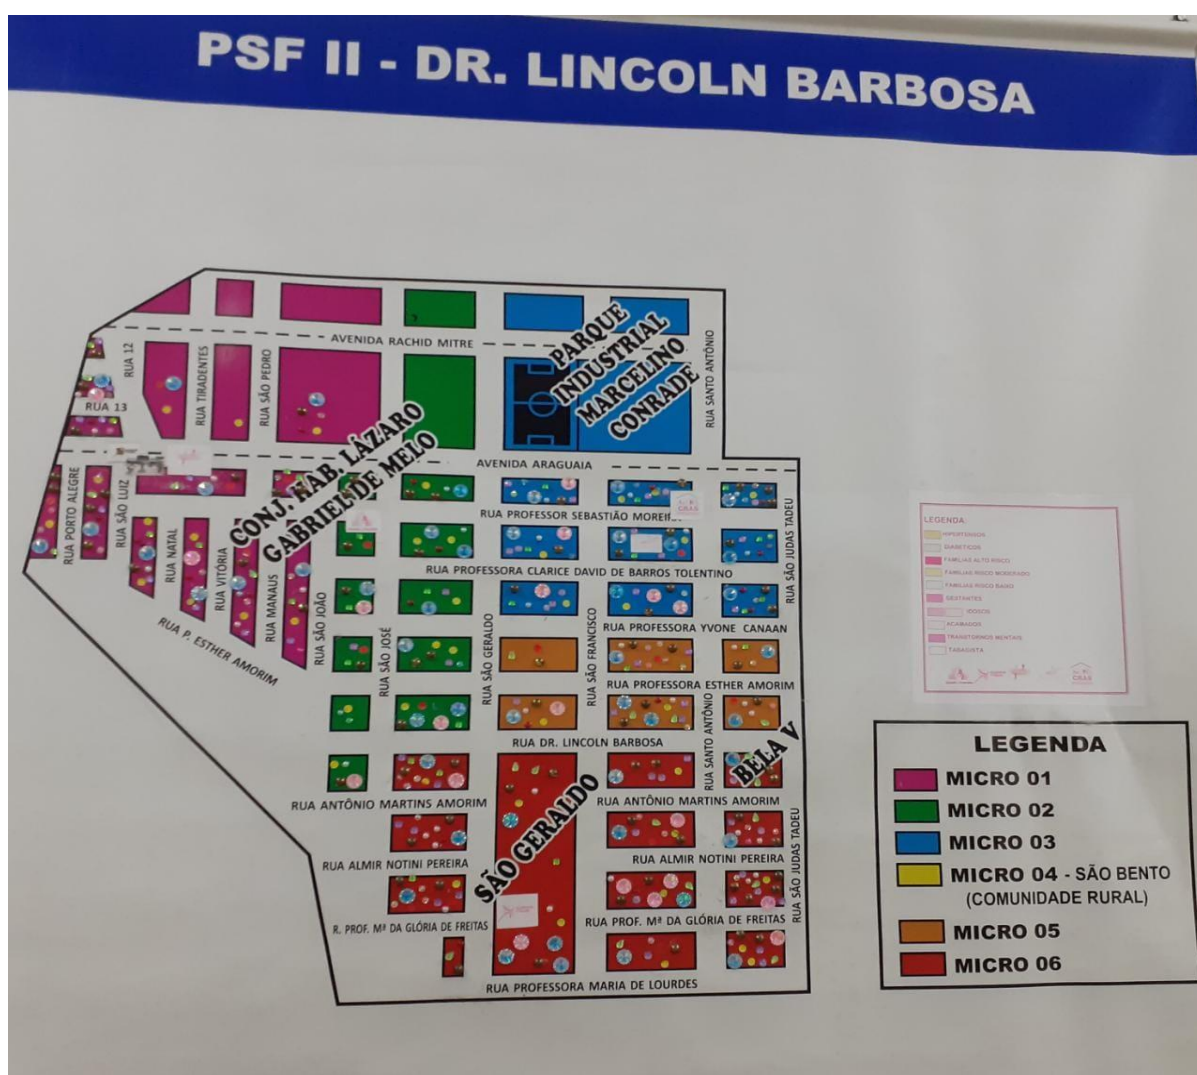 PSF II - DR. LINCOLN BARBOSA
AVENIDA RACHID MITRE
PARQUE
INDUSTRIAL
MARCELINO
CONRADE
RUA 12
RUA TIRADENTES
RUA SÃO PEDRO
RUA SANTO ANTÔNIO
RUA 13
CONJ. HAB. LÁZARO
GABRIEL DE MELO
AVENIDA ARAGUAIA
RUA PORTO ALEGRE
RUA SÃO LUIZ
RUA NATAL
RUA VITÓRIA
RUA MANAUS
RUA SÃO JOÃO
RUA P. ESTHER AMORIM
RUA PROFESSOR SEBASTIÃO MOREIRA
CRAS
RUA PROFESSORA CLARICE DAVID DE BARROS TOLENTINO
RUA SÃO JUDAS TADEU
RUA PROFESSORA YVONE CANAAN
RUA SÃO JOSÉ
RUA SÃO GERALDO
RUA SÃO FRANCISCO
RUA PROFESSORA ESTHER AMORIM
RUA SANTO ANTÔNIO
RUA DR. LINCOLN BARBOSA
BELA V
RUA ANTÔNIO MARTINS AMORIM
RUA ANTÔNIO MARTINS AMORIM
SÃO GERALDO
RUA ALMIR NOTINI PEREIRA
RUA ALMIR NOTINI PEREIRA
RUA SÃO JUDAS TADEU
R. PROF. Mª DA GLÓRIA DE FREITAS
RUA PROF. Mª DA GLÓRIA DE FREITAS
RUA PROFESSORA MARIA DE LOURDES
LEGENDA:
HIPERTENSOS
DIABÉTICOS
FAMÍLIAS ALTO RISCO
FAMÍLIAS RISCO MODERADO
FAMÍLIAS RISCO BAIXO
GESTANTES
IDOSOS
ACAMADOS
TRANSTORNOS MENTAIS
TABAGISTA
CRAS
LEGENDA
MICRO 01
MICRO 02
MICRO 03
MICRO 04 - SÃO BENTO
(COMUNIDADE RURAL)
MICRO 05
MICRO 06